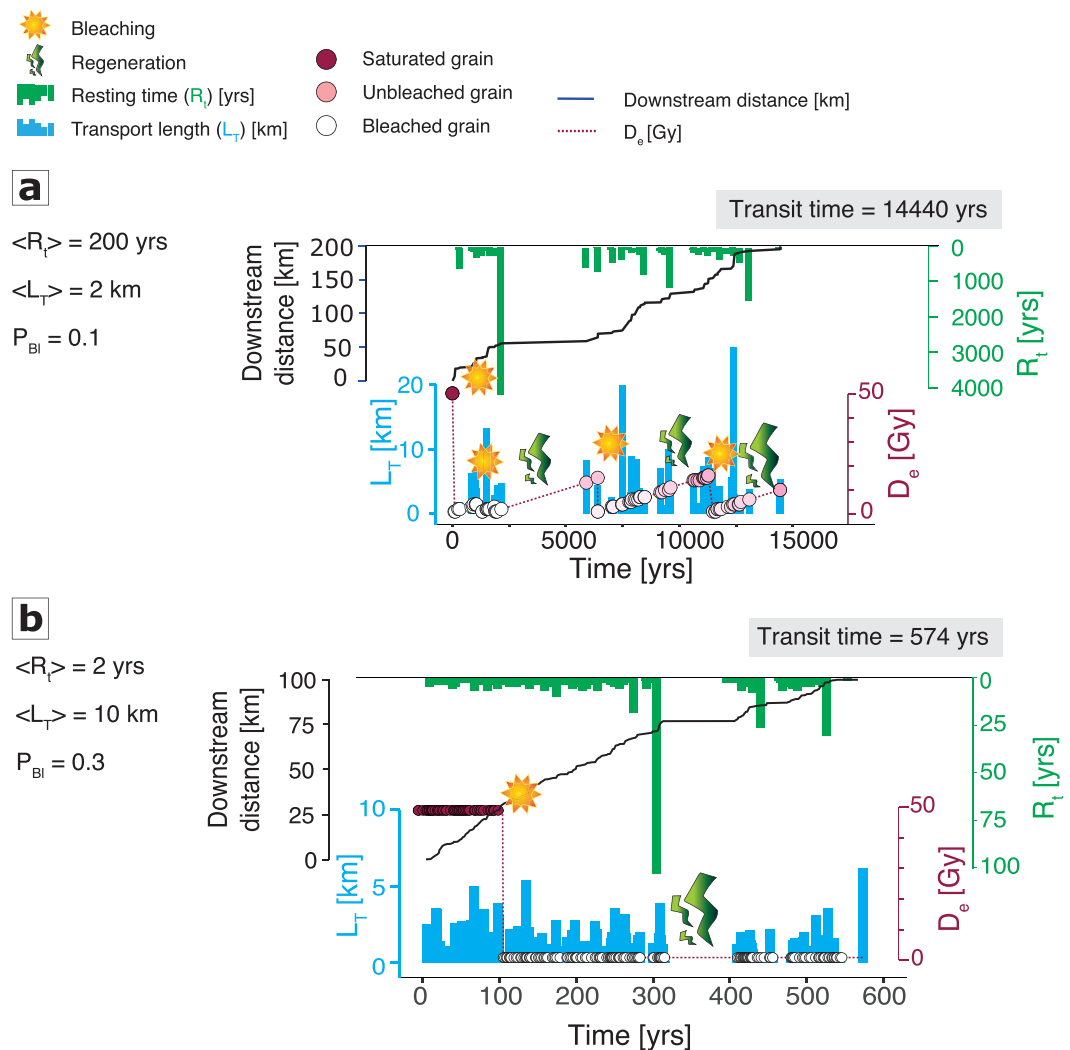 Bleaching
Regeneration
Resting time (Rt) [yrs]
Transport length (LT) [km]
Saturated grain
Unbleached grain
Bleached grain
Downstream distance [km]
De [Gy]
a
Transit time = 14440 yrs
<Rt> = 200 yrs
<LT> = 2 km
PBl = 0.1
Downstream
distance [km]
200
150
100
50
0
0
1000
2000
3000
4000
Rt [yrs]
20
10
0
LT [km]
50
0
De [Gy]
0 5000 10000 15000
Time [yrs]
b
Transit time = 574 yrs
<Rt> = 2 yrs
<LT> = 10 km
PBl = 0.3
Downstream
distance [km]
100
75
50
25
0
0
25
50
75
100
Rt [yrs]
10
5
0
LT [km]
50
0
De [Gy]
0 100 200 300 400 500 600
Time [yrs]